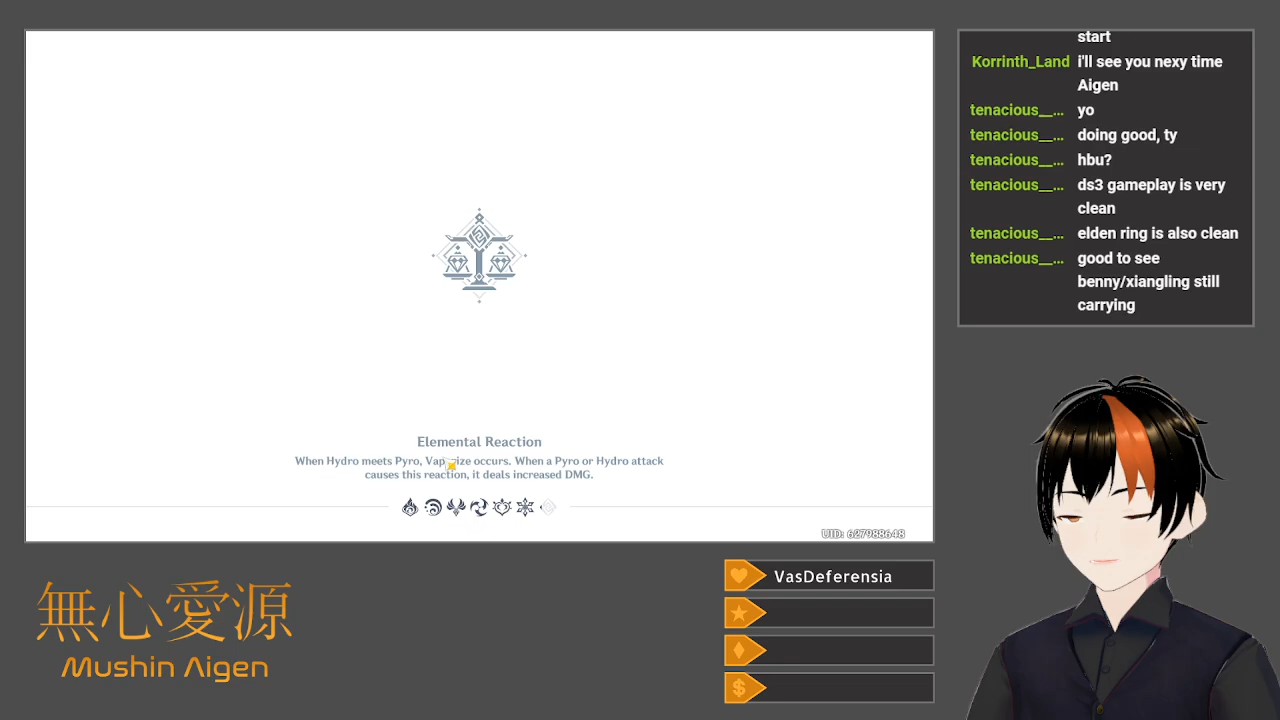 start
Korrinth_Land i'll see you nexy time
Aigen
tenacious__... yo
tenacious__... doing good, ty
tenacious__... hbu?
tenacious__... ds3 gameplay is very
clean
tenacious__... elden ring is also clean
tenacious__... good to see
benny/xiangling still
carrying
Elemental Reaction
When Hydro meets Pyro, Vaporize occurs. When a Pyro or Hydro attack
causes this reaction, it deals increased DMG.
UID: 627988648
VasDeferensia
$
無心愛源
Mushin Aigen